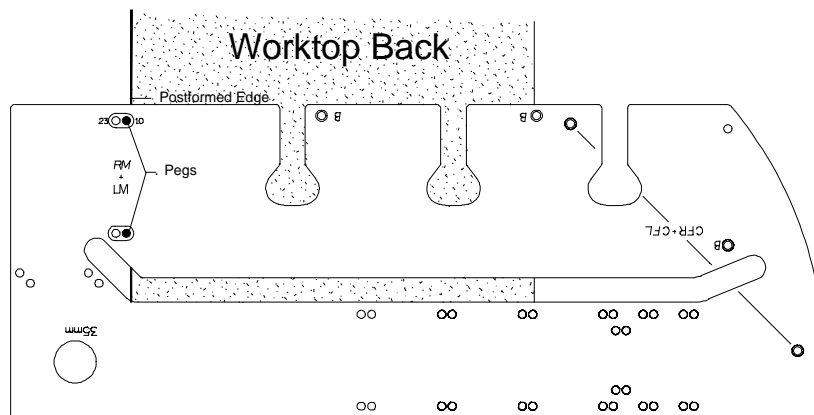 Worktop Back
Postformed Edge
23 10
B
B
RM
+
LM
Pegs
CFR+CFL
B
35mm